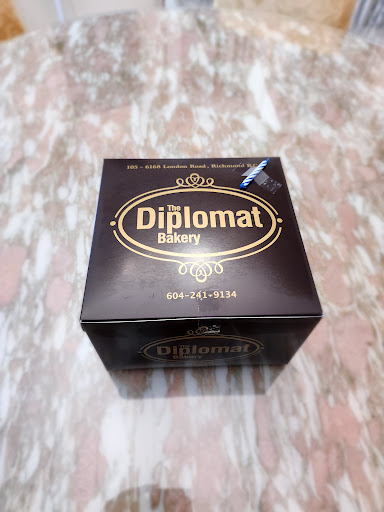 105 - 6168 London Road, Richmond B.C
The
Diplomat
Bakery
604-241-9134
The
Diplomat
Bakery